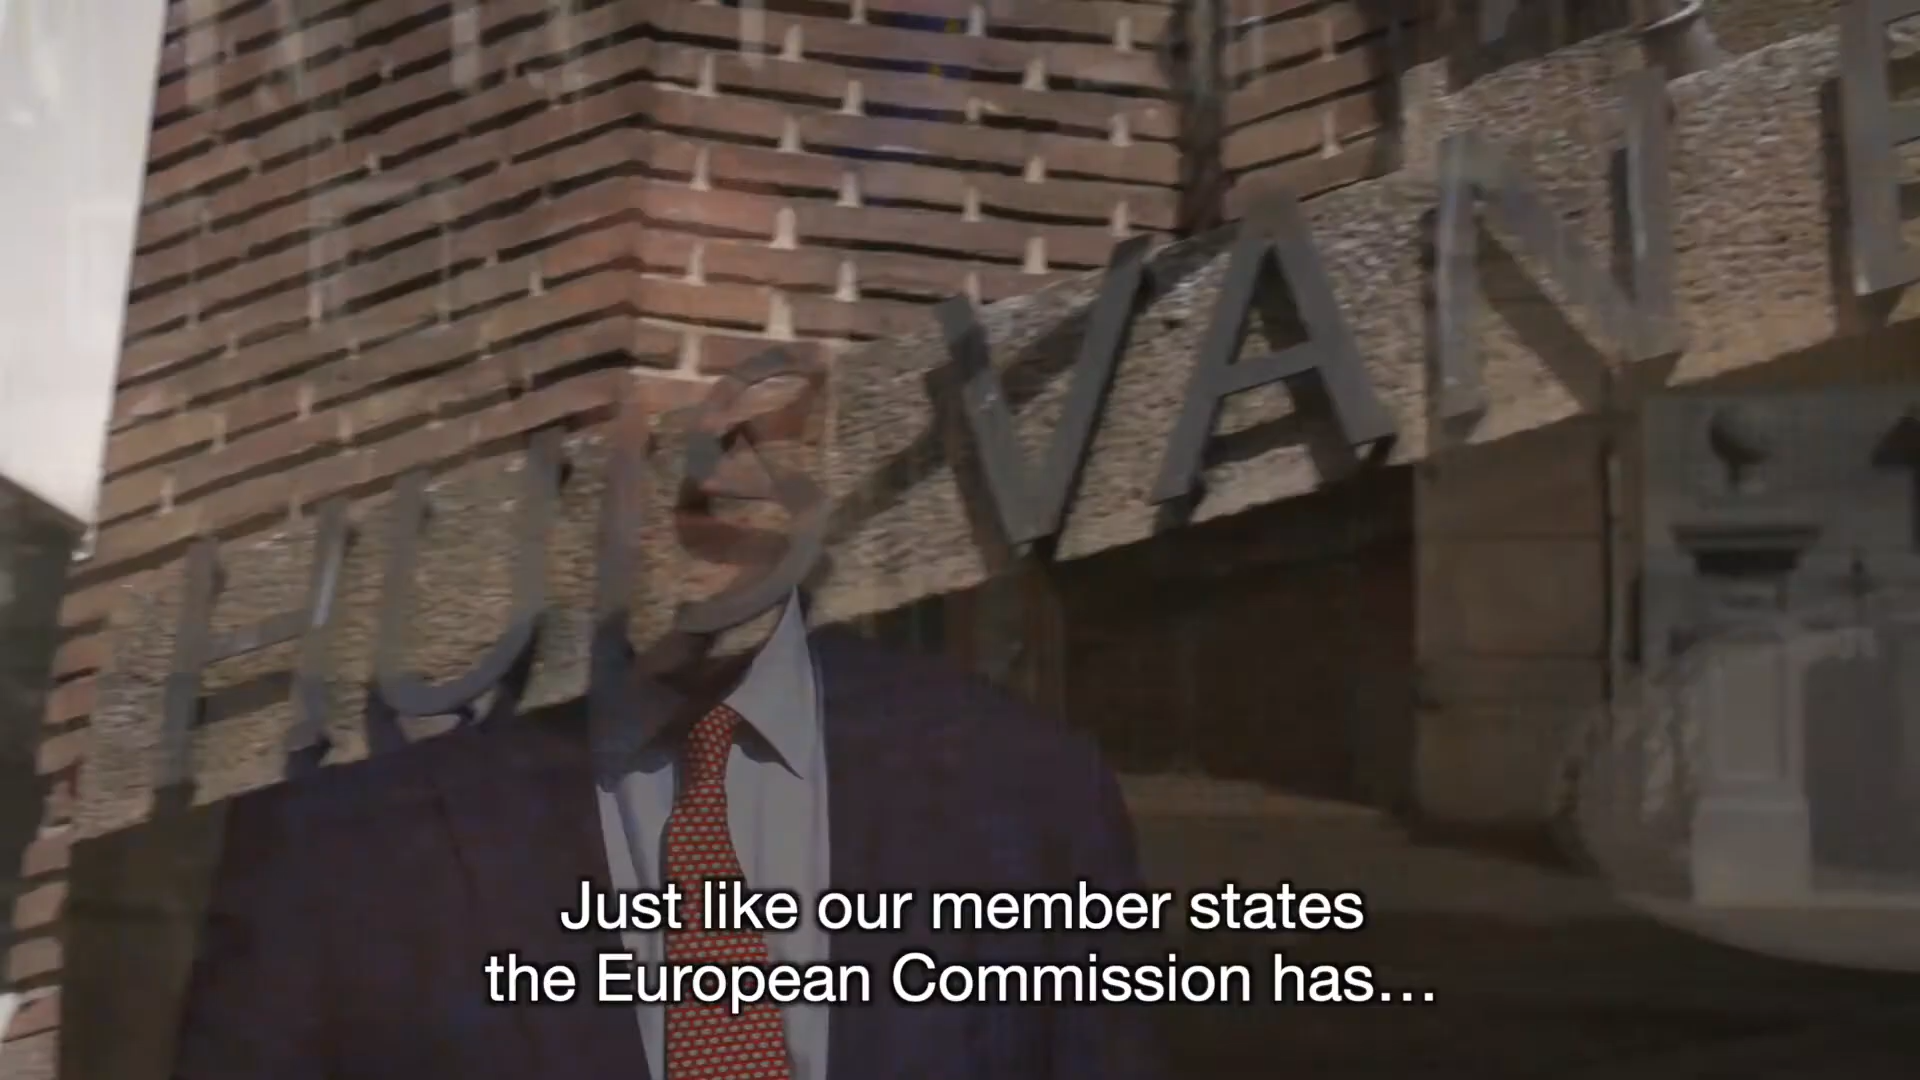 HUIS VAN E
Just like our member states
the European Commission has…